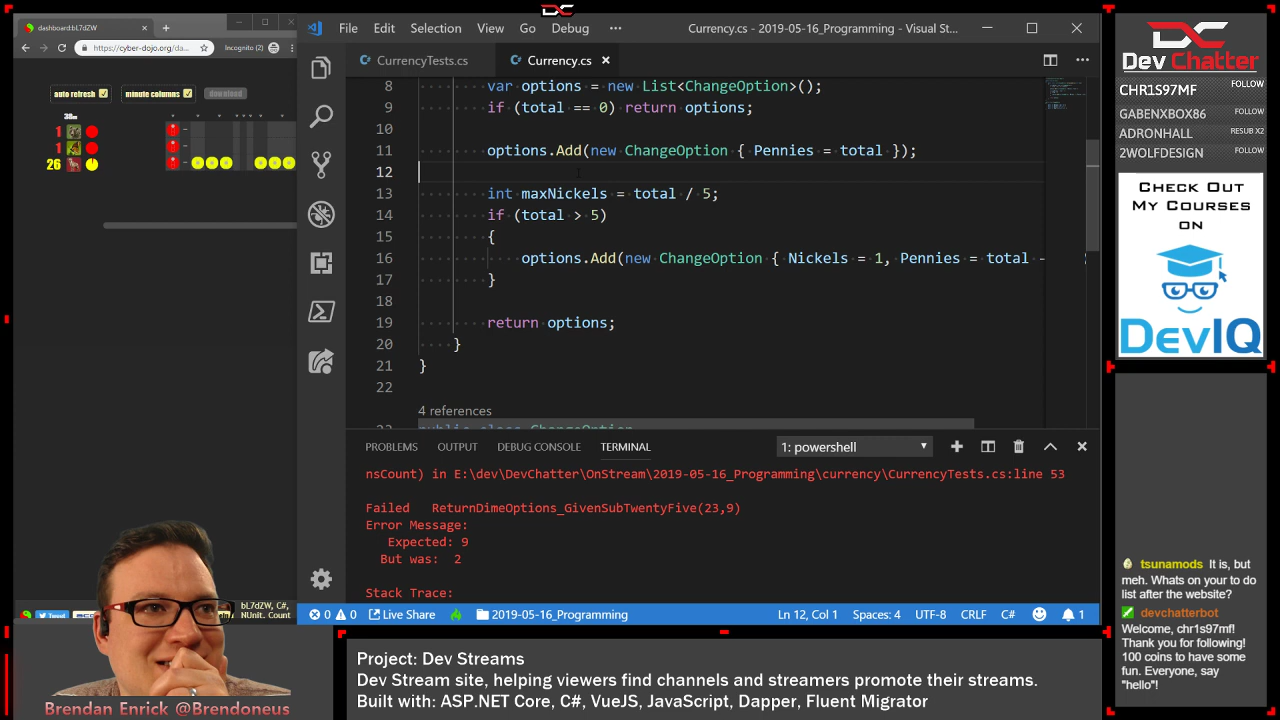 dashboard:bL7dZW
https://cyber-dojo.org/da...
Incognito (2)
auto refresh
minute columns
download
38m
1
1
26
File Edit Selection View Go Debug ... Currency.cs - 2019-05-16_Programming - Visual St...
CurrencyTests.cs
Currency.cs
8 var options = new List<ChangeOption>();
9 if (total == 0) return options;
10
11 options.Add(new ChangeOption { Pennies = total });
12
13 int maxNickels = total / 5;
14 if (total > 5)
15 {
16 options.Add(new ChangeOption { Nickels = 1, Pennies = total -
17 }
18
19 return options;
20 }
21 }
22
4 references
public class ChangeOption
PROBLEMS OUTPUT DEBUG CONSOLE TERMINAL 1: powershell
nsCount) in E:\dev\DevChatter\OnStream\2019-05-16_Programming\currency\CurrencyTests.cs:line 53
Failed ReturnDimeOptions_GivenSubTwentyFive(23,9)
Error Message:
Expected: 9
But was: 2
Stack Trace:
0 0 Live Share 2019-05-16_Programming Ln 12, Col 1 Spaces: 4 UTF-8 CRLF C# 1
Tweet
bL7dZW, C#,
NUnit. Count
Brendan Enrick @Brendoneus
Project: Dev Streams
Dev Stream site, helping viewers find channels and streamers promote their streams.
Built with: ASP.NET Core, C#, VueJS, JavaScript, Dapper, Fluent Migrator
DC
Dev Chatter
CHR1S97MF FOLLOW
GABENXBOX86 FOLLOW
ADRONHALL RESUB X2
2WOLFDESIGN FOLLOW
CHECK OUT
MY COURSES
ON
DevIQ
tsunamods It is, but
meh. Whats on your to do
list after the website?
devchatterbot
Welcome, chr1s97mf!
Thank you for following!
100 coins to have some
fun. Everyone, say
"hello"!